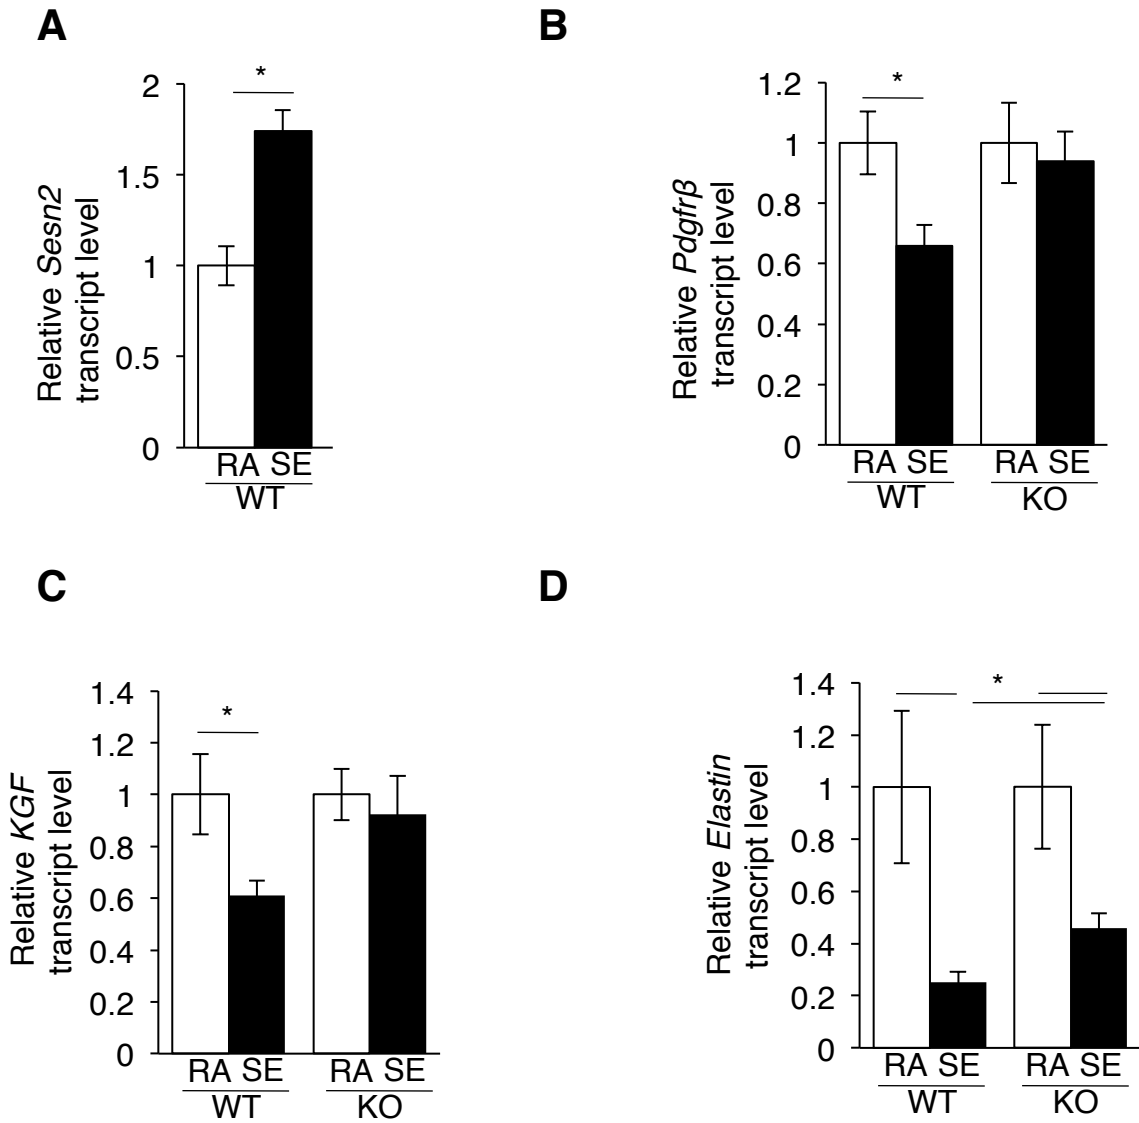 A
2
1.5
1
0.5
0
Relative Sesn2
transcript level
*
RA SE
WT
B
1.2
1
0.8
0.6
0.4
0.2
0
Relative Pdgfrβ
transcript level
*
RA SE RA SE
WT KO
C
1.4
1.2
1
0.8
0.6
0.4
0.2
0
Relative KGF
transcript level
*
RA SE RA SE
WT KO
D
1.4
1.2
1
0.8
0.6
0.4
0.2
0
Relative Elastin
transcript level
*
RA SE RA SE
WT KO